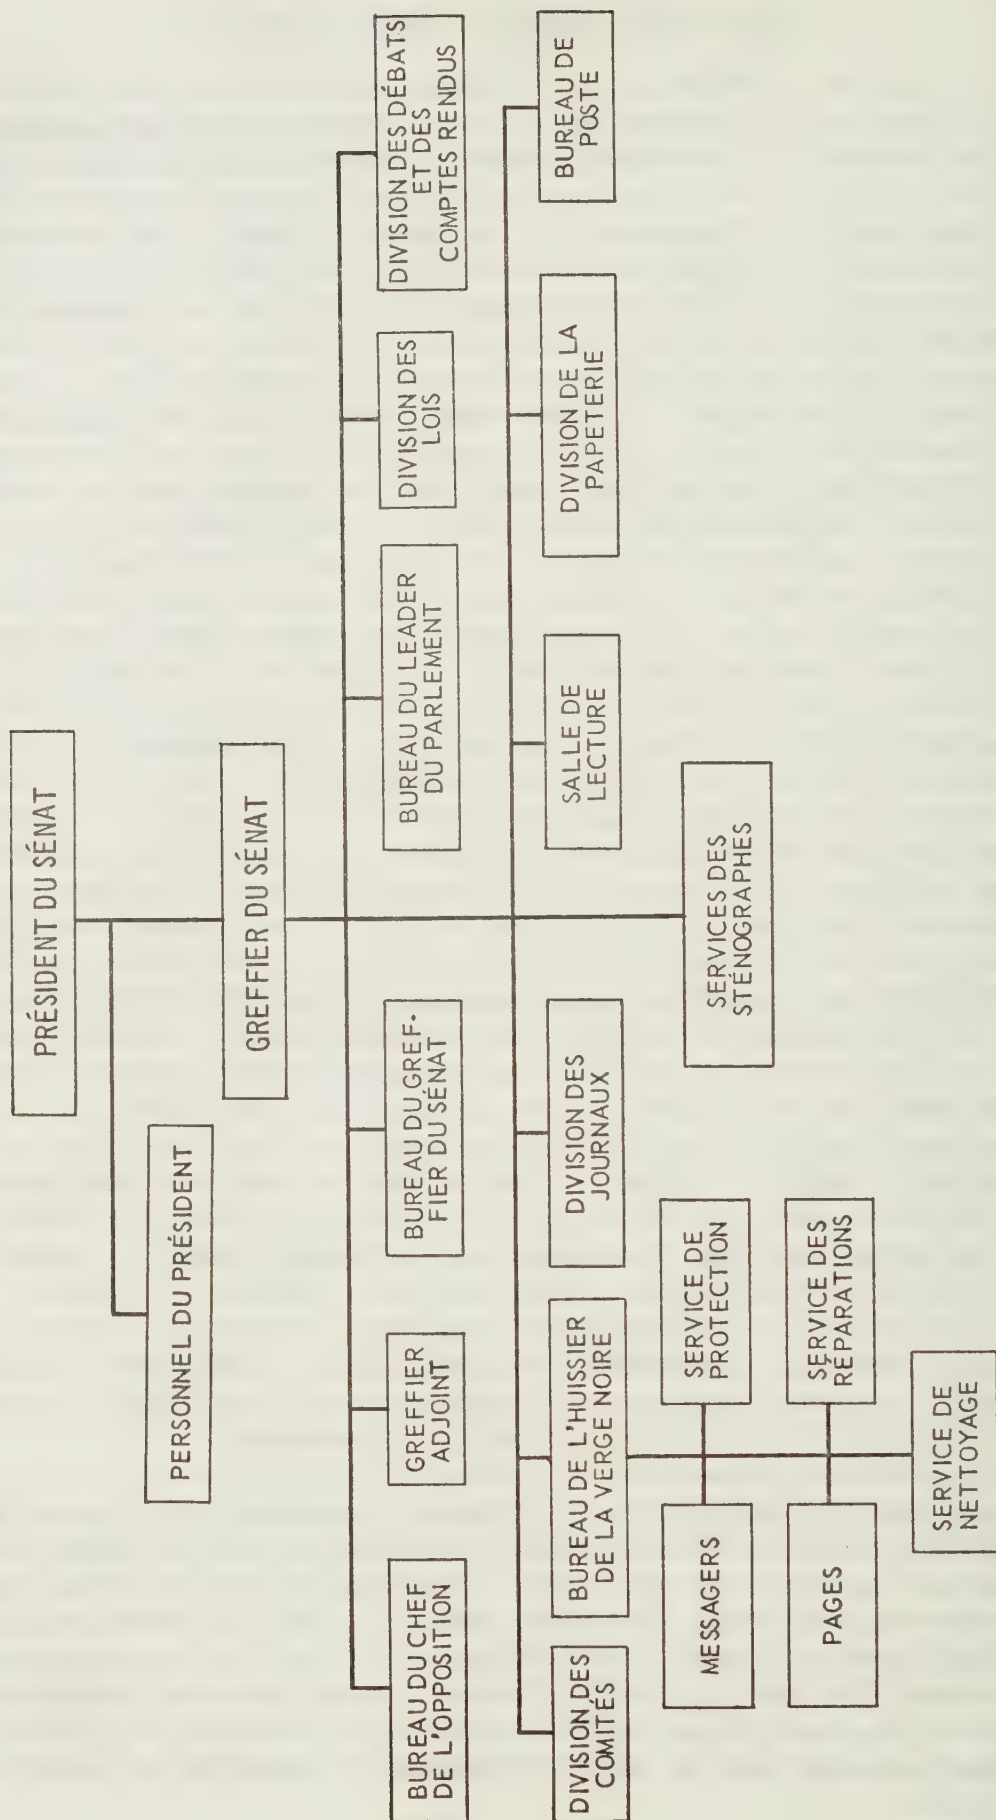 PRÉSIDENT DU SÉNAT
PERSONNEL DU PRÉSIDENT
GREFFIER DU SÉNAT
BUREAU DU CHEF
DE L'OPPOSITION
GREFFIER
ADJOINT
BUREAU DU GREF-
FIER DU SÉNAT
BUREAU DU LEADER
DU PARLEMENT
DIVISION DES
LOIS
DIVISION DES DÉBATS
ET DES
COMPTES RENDUS
DIVISION DES
COMITÉS
BUREAU DE L'HUISSIER
DE LA VERGE NOIRE
DIVISION DES
JOURNAUX
SALLE DE
LECTURE
DIVISION DE LA
PAPETERIE
BUREAU DE
POSTE
MESSAGERS
SERVICE DE
PROTECTION
SERVICES DES
STÉNOGRAPHES
PAGES
SERVICE DES
RÉPARATIONS
SERVICE DE
NETTOYAGE